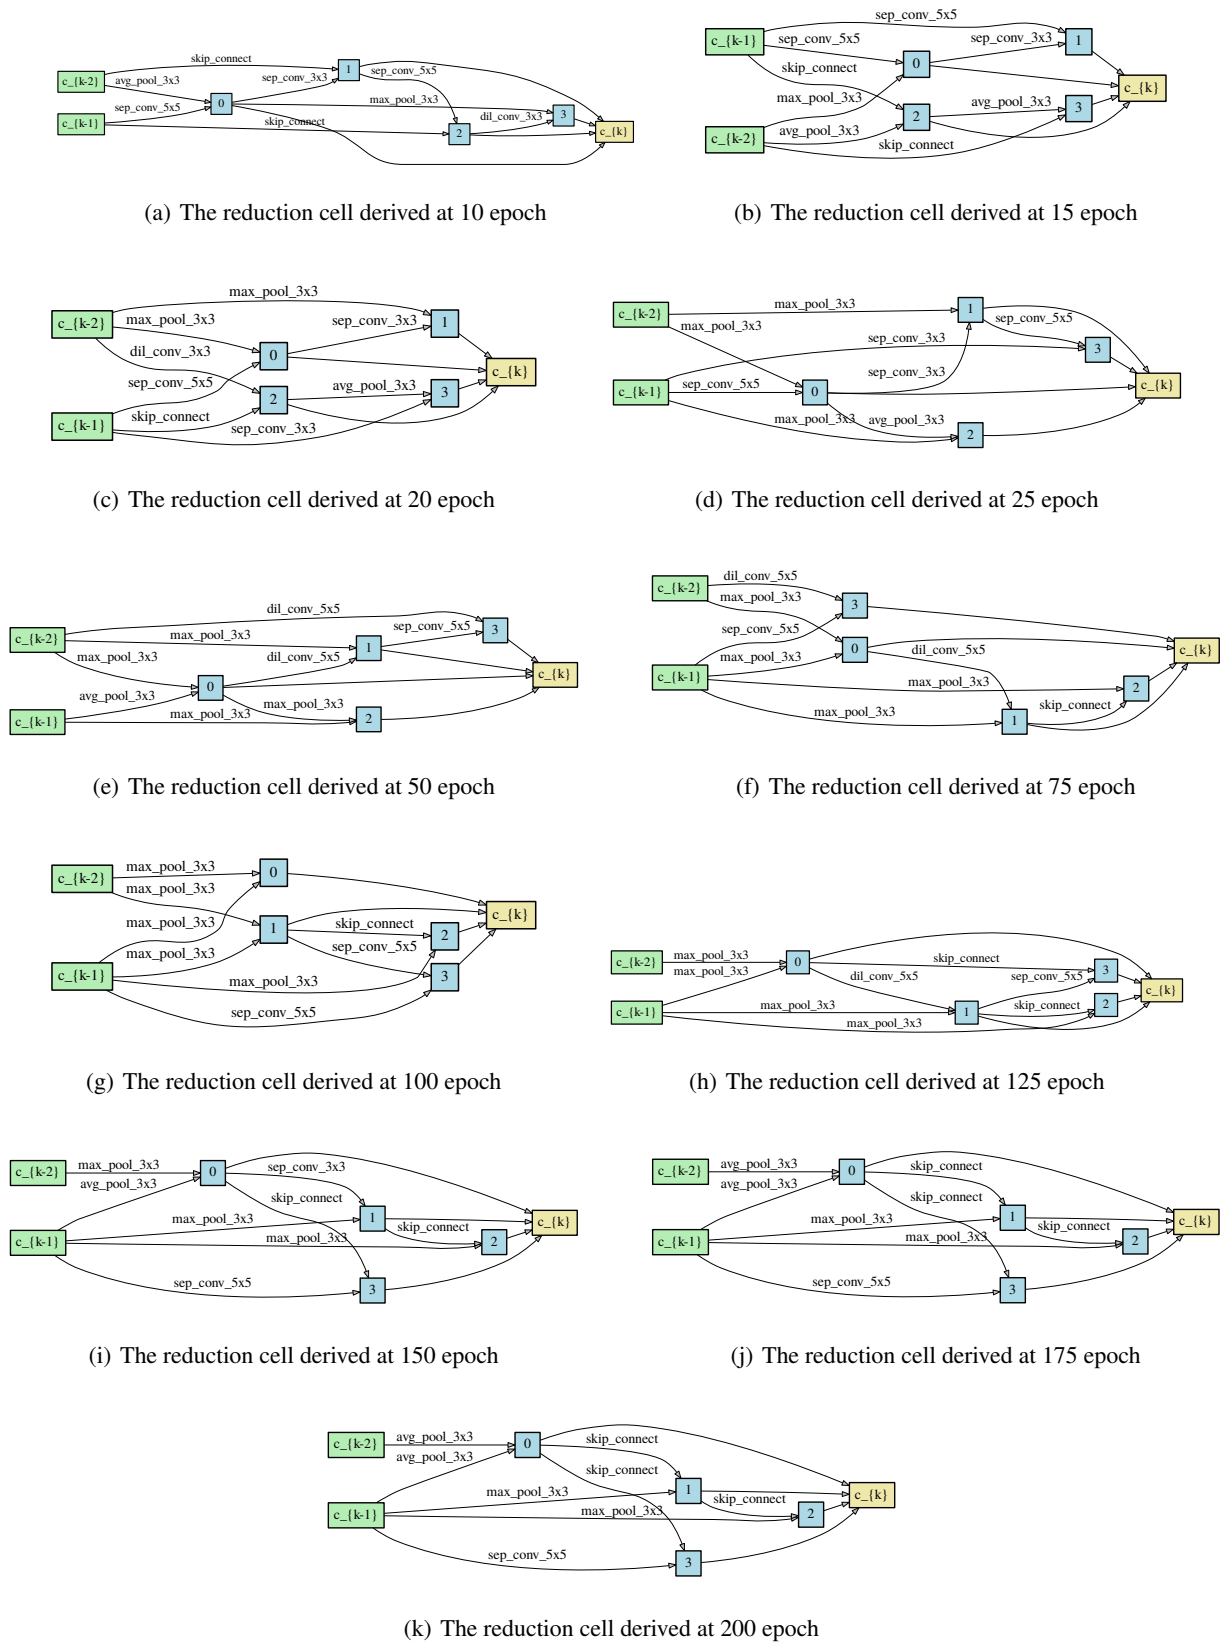 skip_connect
c_{k-2}
avg_pool_3x3
sep_conv_3x3
1
sep_conv_5x5
sep_conv_5x5
0
max_pool_3x3
3
c_{k-1}
skip_connect
2
dil_conv_3x3
c_{k}
(a) The reduction cell derived at 10 epoch
sep_conv_5x5
c_{k-1}
sep_conv_5x5
sep_conv_3x3
1
skip_connect
0
max_pool_3x3
avg_pool_3x3
c_{k}
2
3
c_{k-2}
avg_pool_3x3
skip_connect
(b) The reduction cell derived at 15 epoch
max_pool_3x3
c_{k-2}
max_pool_3x3
sep_conv_3x3
1
dil_conv_3x3
0
c_{k}
sep_conv_5x5
avg_pool_3x3
2
3
c_{k-1}
skip_connect
sep_conv_3x3
(c) The reduction cell derived at 20 epoch
max_pool_3x3
c_{k-2}
1
max_pool_3x3
sep_conv_5x5
sep_conv_3x3
3
sep_conv_3x3
c_{k-1}
sep_conv_5x5
0
c_{k}
max_pool_3x3
avg_pool_3x3
2
(d) The reduction cell derived at 25 epoch
dil_conv_5x5
c_{k-2}
max_pool_3x3
sep_conv_5x5
3
1
max_pool_3x3
dil_conv_5x5
c_{k}
0
avg_pool_3x3
max_pool_3x3
c_{k-1}
max_pool_3x3
2
(e) The reduction cell derived at 50 epoch
dil_conv_5x5
c_{k-2}
max_pool_3x3
3
sep_conv_5x5
0
dil_conv_5x5
c_{k}
max_pool_3x3
c_{k-1}
max_pool_3x3
2
max_pool_3x3
skip_connect
1
(f) The reduction cell derived at 75 epoch
max_pool_3x3
c_{k-2}
0
max_pool_3x3
max_pool_3x3
c_{k}
1
skip_connect
2
max_pool_3x3
sep_conv_5x5
c_{k-1}
max_pool_3x3
3
sep_conv_5x5
(g) The reduction cell derived at 100 epoch
c_{k-2}
max_pool_3x3
0
skip_connect
max_pool_3x3
dil_conv_5x5
sep_conv_5x5
3
c_{k}
c_{k-1}
max_pool_3x3
1
skip_connect
2
max_pool_3x3
(h) The reduction cell derived at 125 epoch
c_{k-2}
max_pool_3x3
0
sep_conv_3x3
avg_pool_3x3
skip_connect
max_pool_3x3
1
c_{k}
c_{k-1}
skip_connect
max_pool_3x3
2
sep_conv_5x5
3
(i) The reduction cell derived at 150 epoch
c_{k-2}
avg_pool_3x3
0
skip_connect
avg_pool_3x3
skip_connect
max_pool_3x3
1
c_{k}
c_{k-1}
skip_connect
max_pool_3x3
2
sep_conv_5x5
3
(j) The reduction cell derived at 175 epoch
c_{k-2}
avg_pool_3x3
0
skip_connect
avg_pool_3x3
skip_connect
max_pool_3x3
1
c_{k}
c_{k-1}
skip_connect
max_pool_3x3
2
sep_conv_5x5
3
(k) The reduction cell derived at 200 epoch